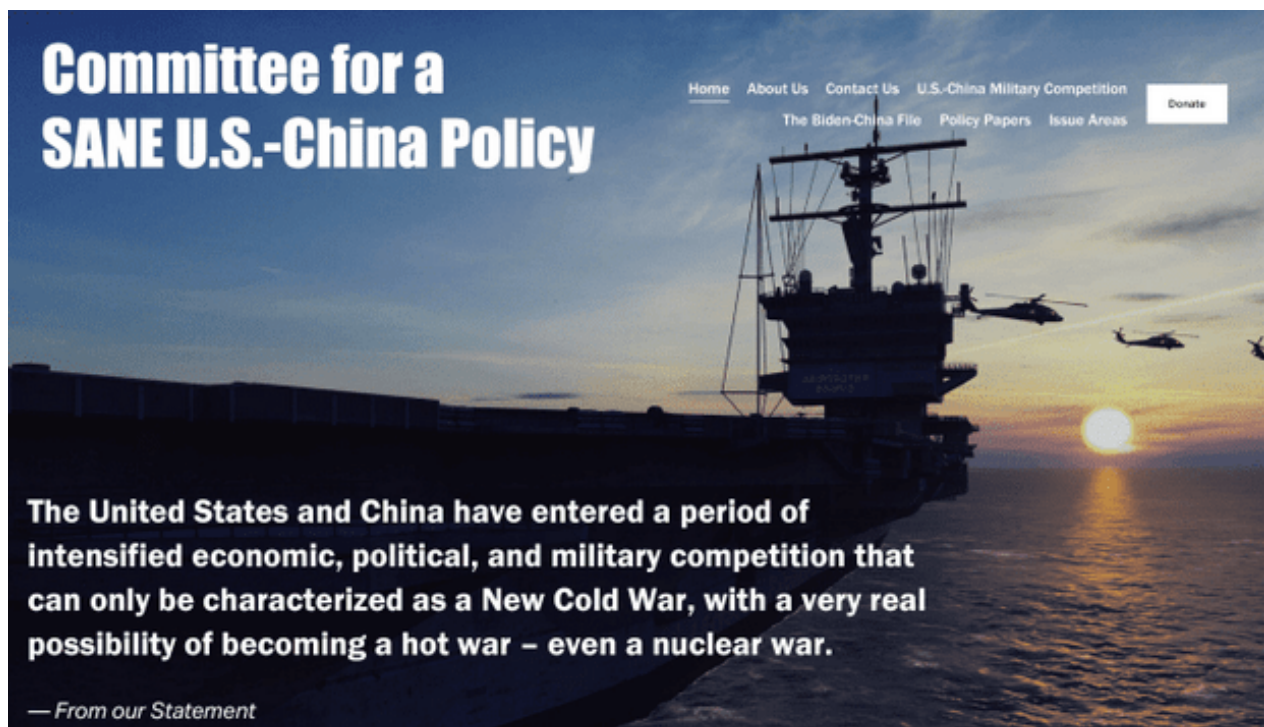 Committee for a
SANE U.S.-China Policy
Home About Us Contact Us U.S.-China Military Competition
The Biden-China File Policy Papers Issue Areas
Donate
The United States and China have entered a period of
intensified economic, political, and military competition that
can only be characterized as a New Cold War, with a very real
possibility of becoming a hot war – even a nuclear war.
— From our Statement